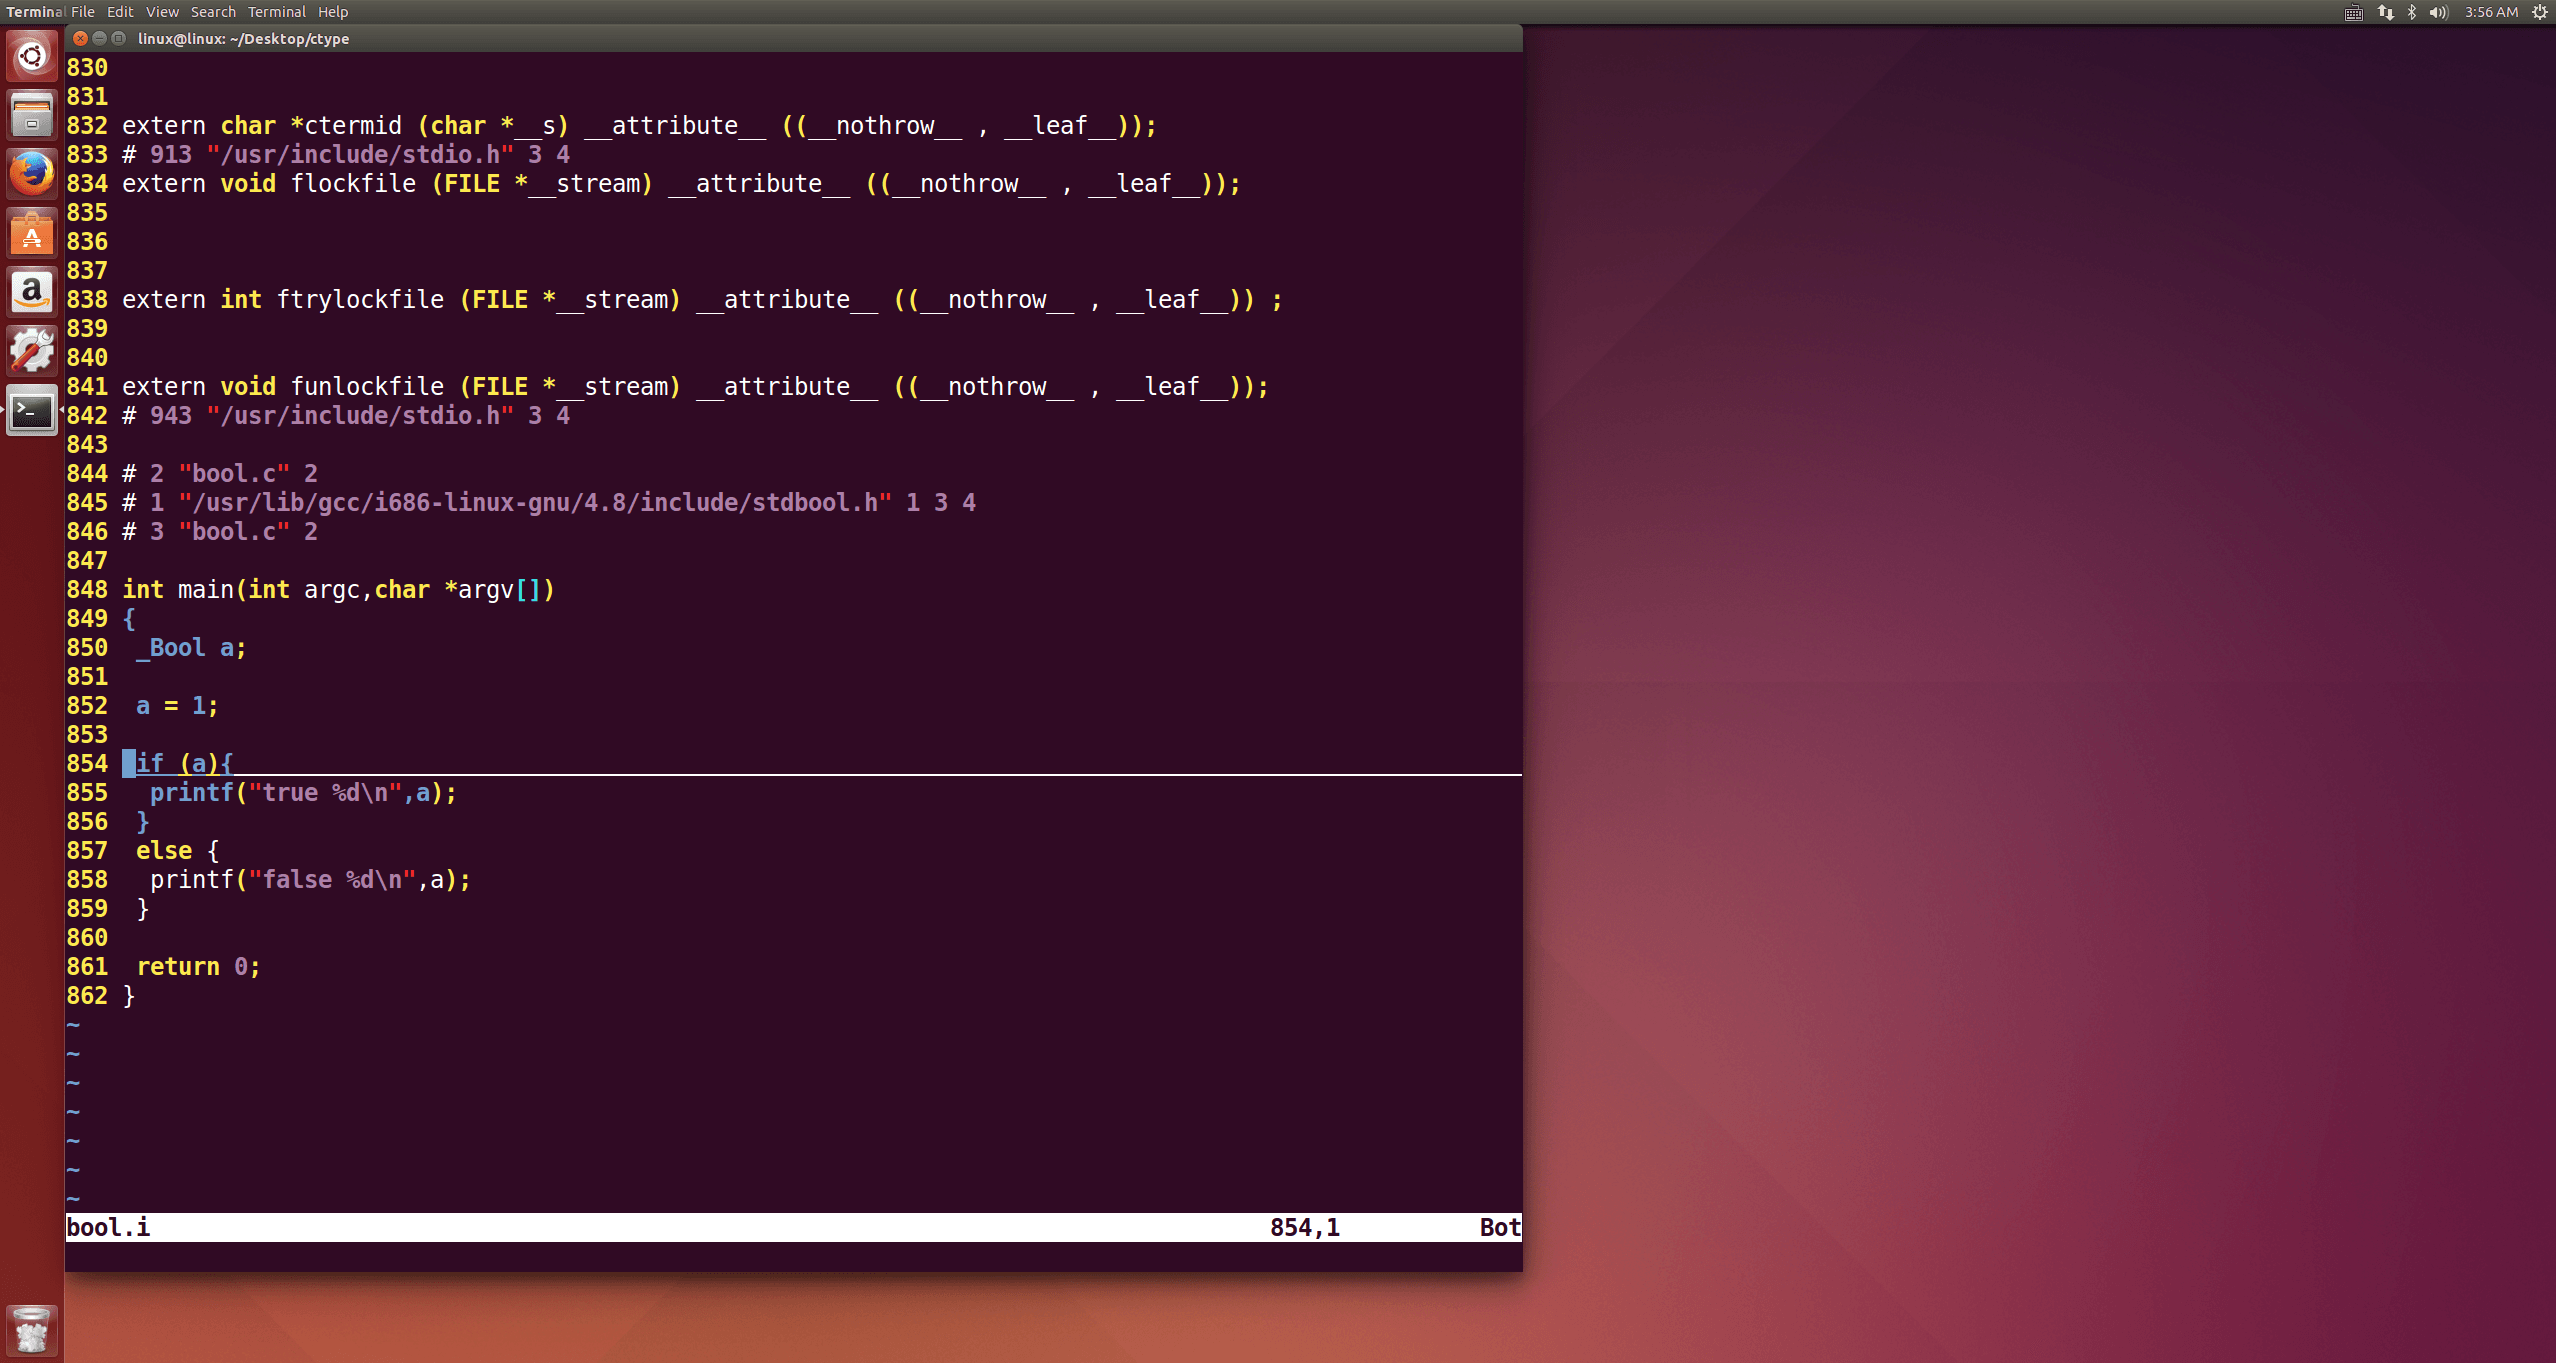 Terminal File Edit View Search Terminal Help
3:56 AM
linux@linux: ~/Desktop/ctype
830
831
832 extern char *ctermid (char *__s) __attribute__ ((__nothrow__ , __leaf__));
833 # 913 "/usr/include/stdio.h" 3 4
834 extern void flockfile (FILE *__stream) __attribute__ ((__nothrow__ , __leaf__));
835
836
837
838 extern int ftrylockfile (FILE *__stream) __attribute__ ((__nothrow__ , __leaf__)) ;
839
840
841 extern void funlockfile (FILE *__stream) __attribute__ ((__nothrow__ , __leaf__));
842 # 943 "/usr/include/stdio.h" 3 4
843
844 # 2 "bool.c" 2
845 # 1 "/usr/lib/gcc/i686-linux-gnu/4.8/include/stdbool.h" 1 3 4
846 # 3 "bool.c" 2
847
848 int main(int argc,char *argv[])
849 {
850  _Bool a;
851
852  a = 1;
853
854  if (a){
855   printf("true %d\n",a);
856  }
857  else {
858   printf("false %d\n",a);
859  }
860
861  return 0;
862 }
~
~
~
~
~
~
~
bool.i 854,1 Bot